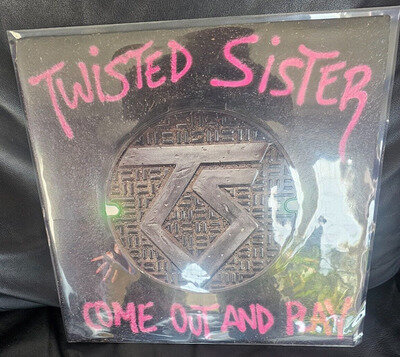 TWISTED SISTER
TS
COME OUT AND PLAY